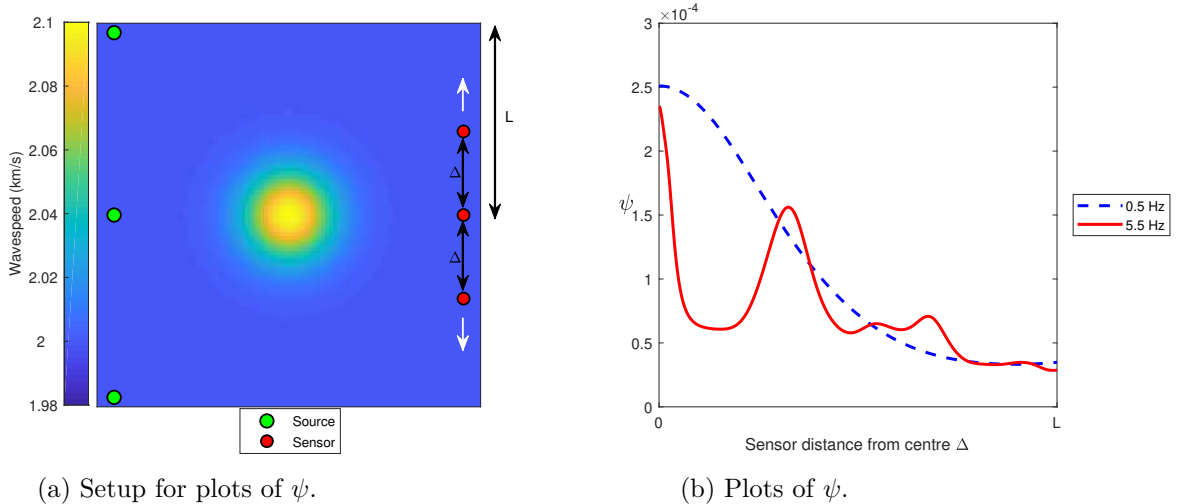 2.1
2.08
2.06
2.04
2.02
2
1.98
Wavespeed (km/s)
L
Δ
Δ
Source
Sensor
(a) Setup for plots of ψ.
3
×10⁻⁴
2.5
2
1.5
1
0.5
0
ψ
0
L
Sensor distance from centre Δ
0.5 Hz
5.5 Hz
(b) Plots of ψ.